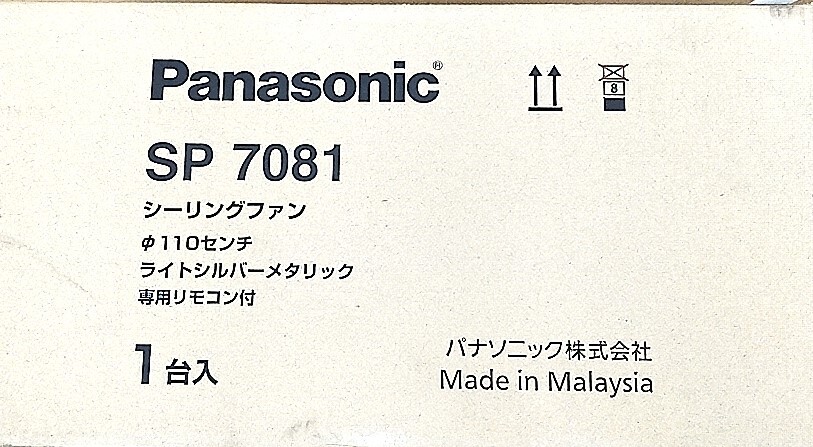 Panasonic®
8
SP 7081
シーリングファン
φ110センチ
ライトシルバーメタリック
専用リモコン付
1台入
パナソニック株式会社
Made in Malaysia